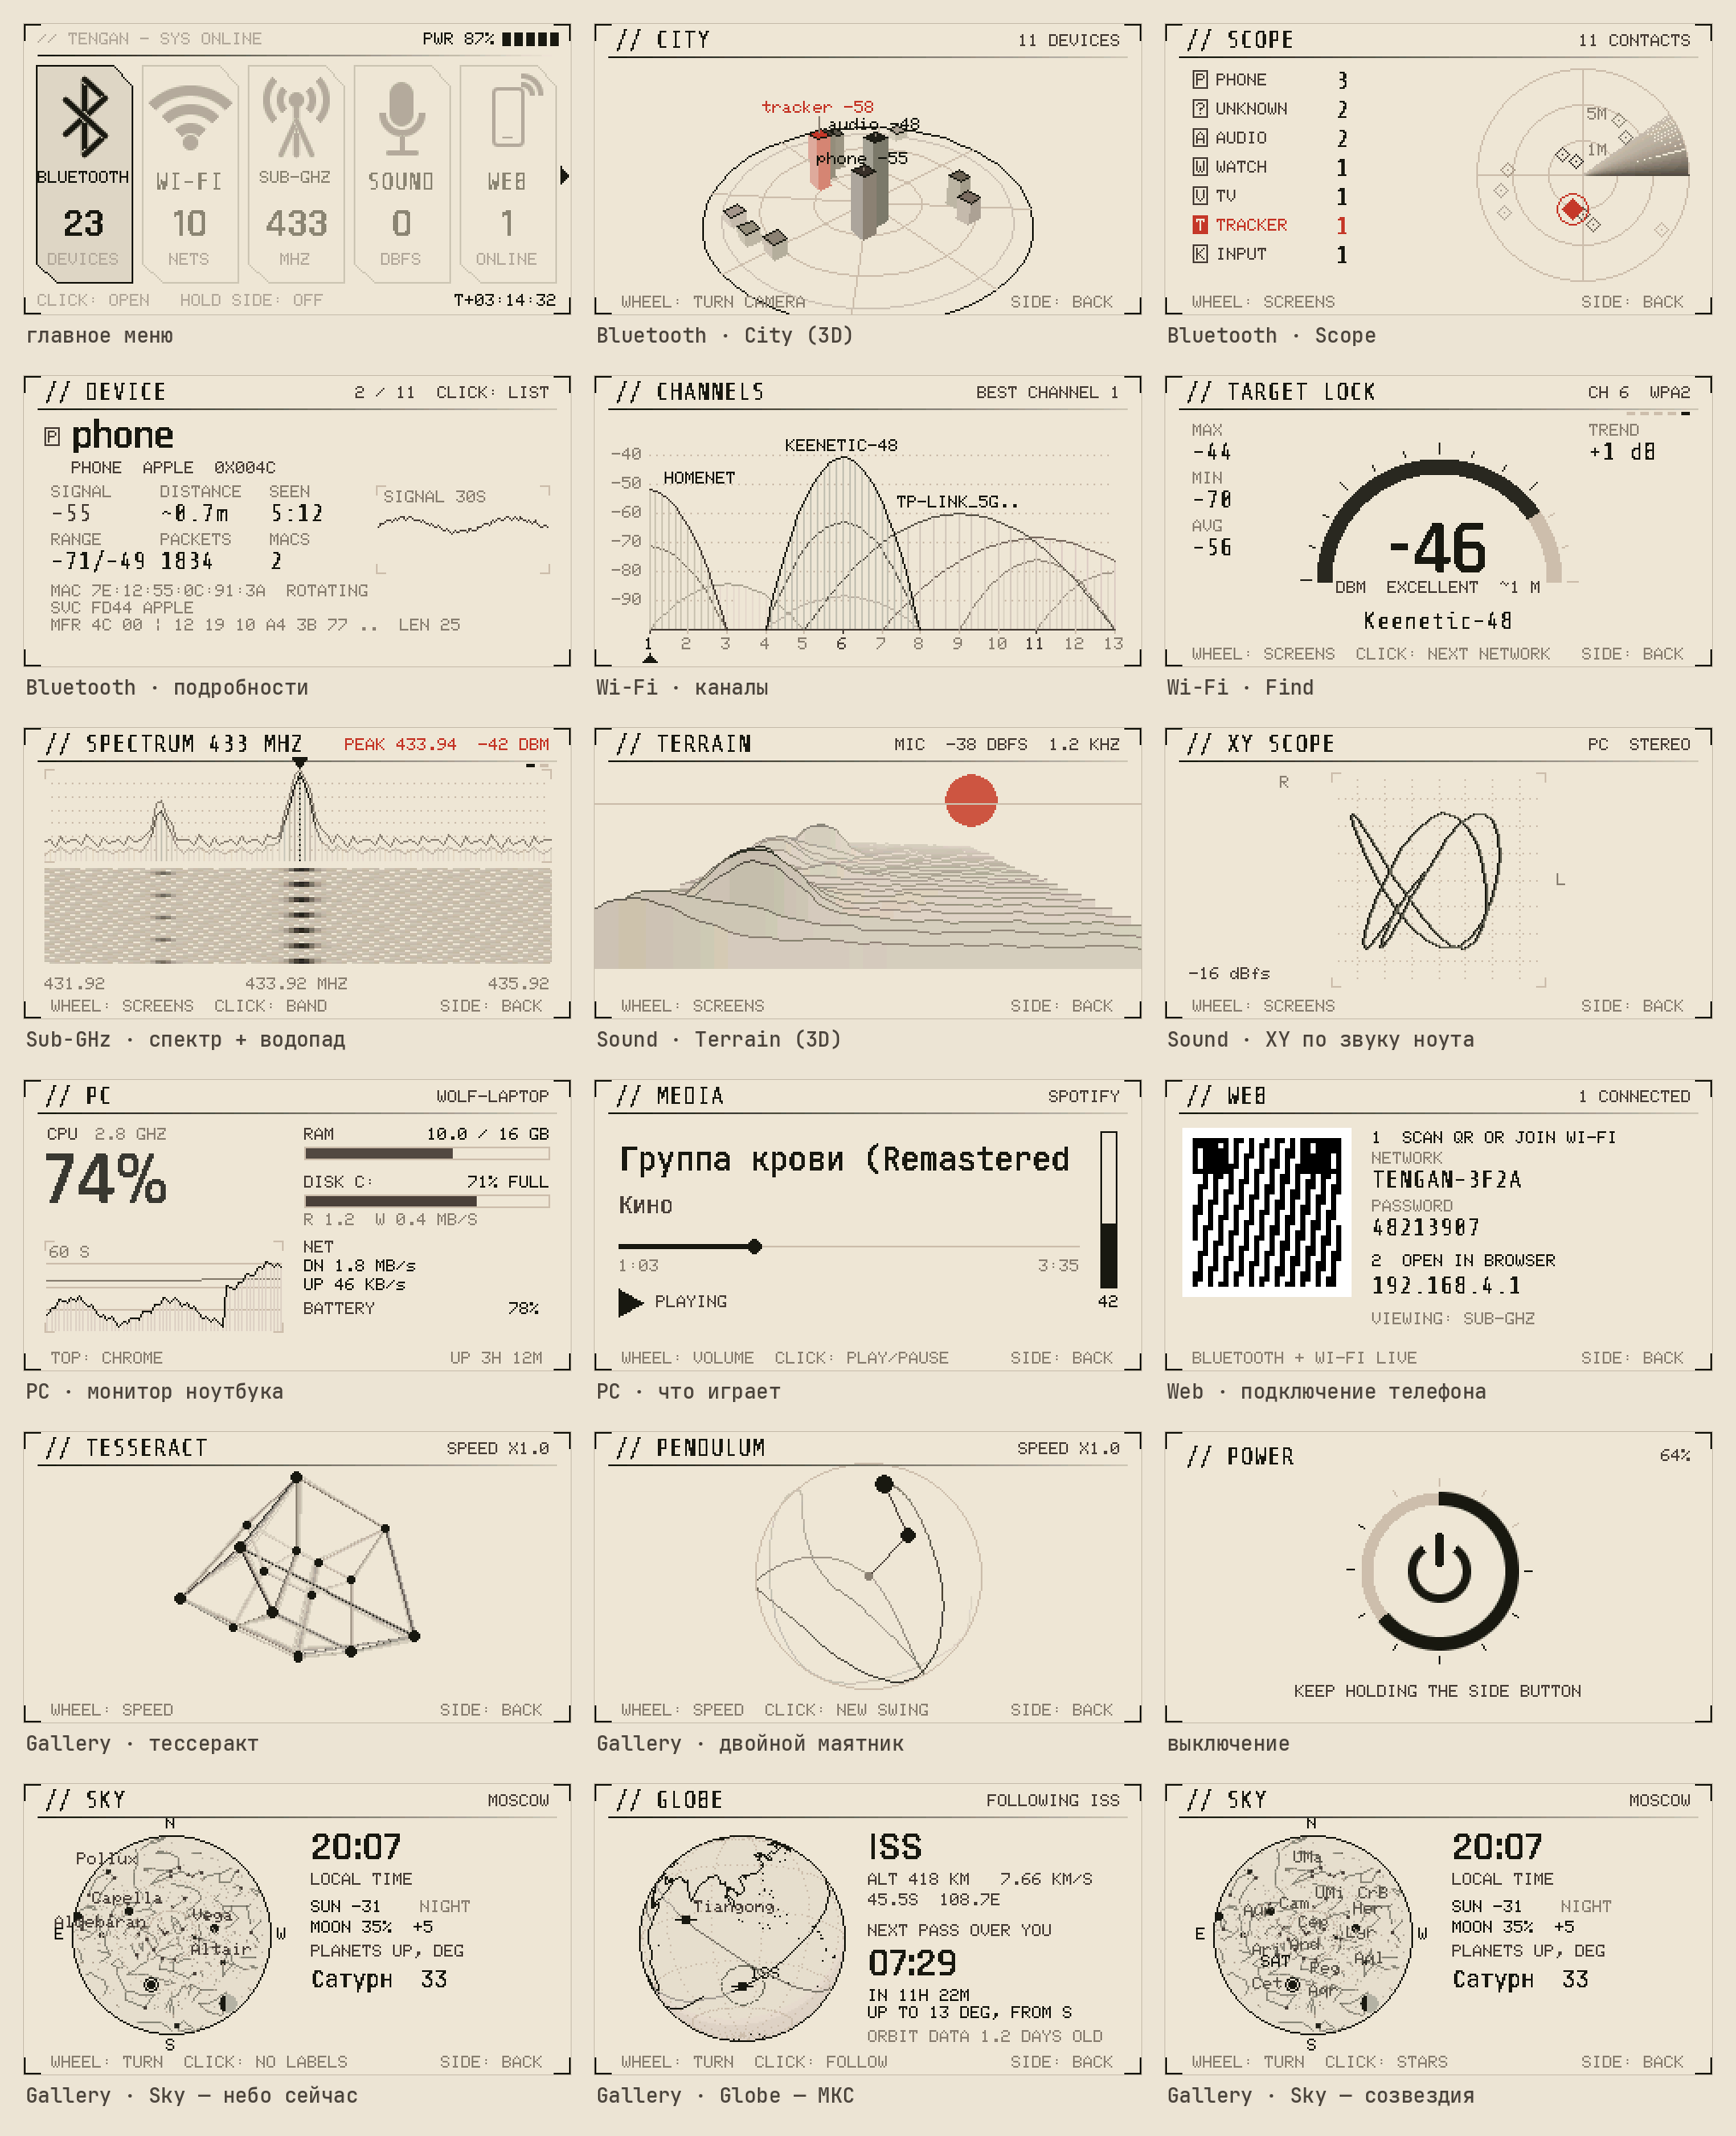 // TENGAN - SYS ONLINE PWR 87%
BLUETOOTH WI-FI SUB-GHZ SOUND WEB
23 10 433 0 1
DEVICES NETS MHZ DBFS ONLINE
CLICK: OPEN HOLD SIDE: OFF T+03:14:32
главное меню
// CITY 11 DEVICES
tracker -58
audio -48
phone -55
WHEEL: TURN CAMERA SIDE: BACK
Bluetooth · City (3D)
// SCOPE 11 CONTACTS
P PHONE 3
? UNKNOWN 2
A AUDIO 2
W WATCH 1
V TV 1
T TRACKER 1
K INPUT 1
5M
1M
WHEEL: SCREENS SIDE: BACK
Bluetooth · Scope
// DEVICE 2 / 11 CLICK: LIST
P phone
PHONE APPLE 0X004C
SIGNAL DISTANCE SEEN
-55 ~0.7m 5:12
RANGE PACKETS MACS
-71/-49 1834 2
SIGNAL 30S
MAC 7E:12:55:0C:91:3A ROTATING
SVC FD44 APPLE
MFR 4C 00 ¦ 12 19 10 A4 3B 77 .. LEN 25
Bluetooth · подробности
// CHANNELS BEST CHANNEL 1
KEENETIC-48
HOMENET
TP-LINK_5G..
-40
-50
-60
-70
-80
-90
1 2 3 4 5 6 7 8 9 10 11 12 13
Wi-Fi · каналы
// TARGET LOCK CH 6 WPA2
MAX
-44
MIN
-70
AVG
-56
TREND
+1 dB
-46
DBM EXCELLENT ~1 M
Keenetic-48
WHEEL: SCREENS CLICK: NEXT NETWORK SIDE: BACK
Wi-Fi · Find
// SPECTRUM 433 MHZ PEAK 433.94 -42 DBM
431.92 433.92 MHZ 435.92
WHEEL: SCREENS CLICK: BAND SIDE: BACK
Sub-GHz · спектр + водопад
// TERRAIN MIC -38 DBFS 1.2 KHZ
WHEEL: SCREENS SIDE: BACK
Sound · Terrain (3D)
// XY SCOPE PC STEREO
R
L
-16 dBfs
WHEEL: SCREENS SIDE: BACK
Sound · XY по звуку ноута
// PC WOLF-LAPTOP
CPU 2.8 GHZ
74%
60 S
RAM 10.0 / 16 GB
DISK C: 71% FULL
R 1.2 W 0.4 MB/S
NET
DN 1.8 MB/s
UP 46 KB/s
BATTERY 78%
TOP: CHROME UP 3H 12M
PC · монитор ноутбука
// MEDIA SPOTIFY
Группа крови (Remastered
Кино
1:03 3:35
PLAYING
42
WHEEL: VOLUME CLICK: PLAY/PAUSE SIDE: BACK
PC · что играет
// WEB 1 CONNECTED
1 SCAN QR OR JOIN WI-FI
NETWORK
TENGAN-3F2A
PASSWORD
48213907
2 OPEN IN BROWSER
192.168.4.1
VIEWING: SUB-GHZ
BLUETOOTH + WI-FI LIVE SIDE: BACK
Web · подключение телефона
// TESSERACT SPEED X1.0
WHEEL: SPEED SIDE: BACK
Gallery · тессеракт
// PENDULUM SPEED X1.0
WHEEL: SPEED CLICK: NEW SWING SIDE: BACK
Gallery · двойной маятник
// POWER 64%
KEEP HOLDING THE SIDE BUTTON
выключение
// SKY MOSCOW
N
Pollux
Capella
Aldebaran
Vega
E W
Altair
S
20:07
LOCAL TIME
SUN -31 NIGHT
MOON 35% +5
PLANETS UP, DEG
Сатурн 33
WHEEL: TURN CLICK: NO LABELS SIDE: BACK
Gallery · Sky — небо сейчас
// GLOBE FOLLOWING ISS
Tiangong
ISS
ISS
ALT 418 KM 7.66 KM/S
45.5S 108.7E
NEXT PASS OVER YOU
07:29
IN 11H 22M
UP TO 13 DEG, FROM S
ORBIT DATA 1.2 DAYS OLD
WHEEL: TURN CLICK: FOLLOW SIDE: BACK
Gallery · Globe — МКС
// SKY MOSCOW
N
UMa
UMi CrB
Cam
Her
Cep
E W
Lyr
And
SAT
Peg
Aql
Cet
Aqr
S
20:07
LOCAL TIME
SUN -31 NIGHT
MOON 35% +5
PLANETS UP, DEG
Сатурн 33
WHEEL: TURN CLICK: STARS SIDE: BACK
Gallery · Sky — созвездия